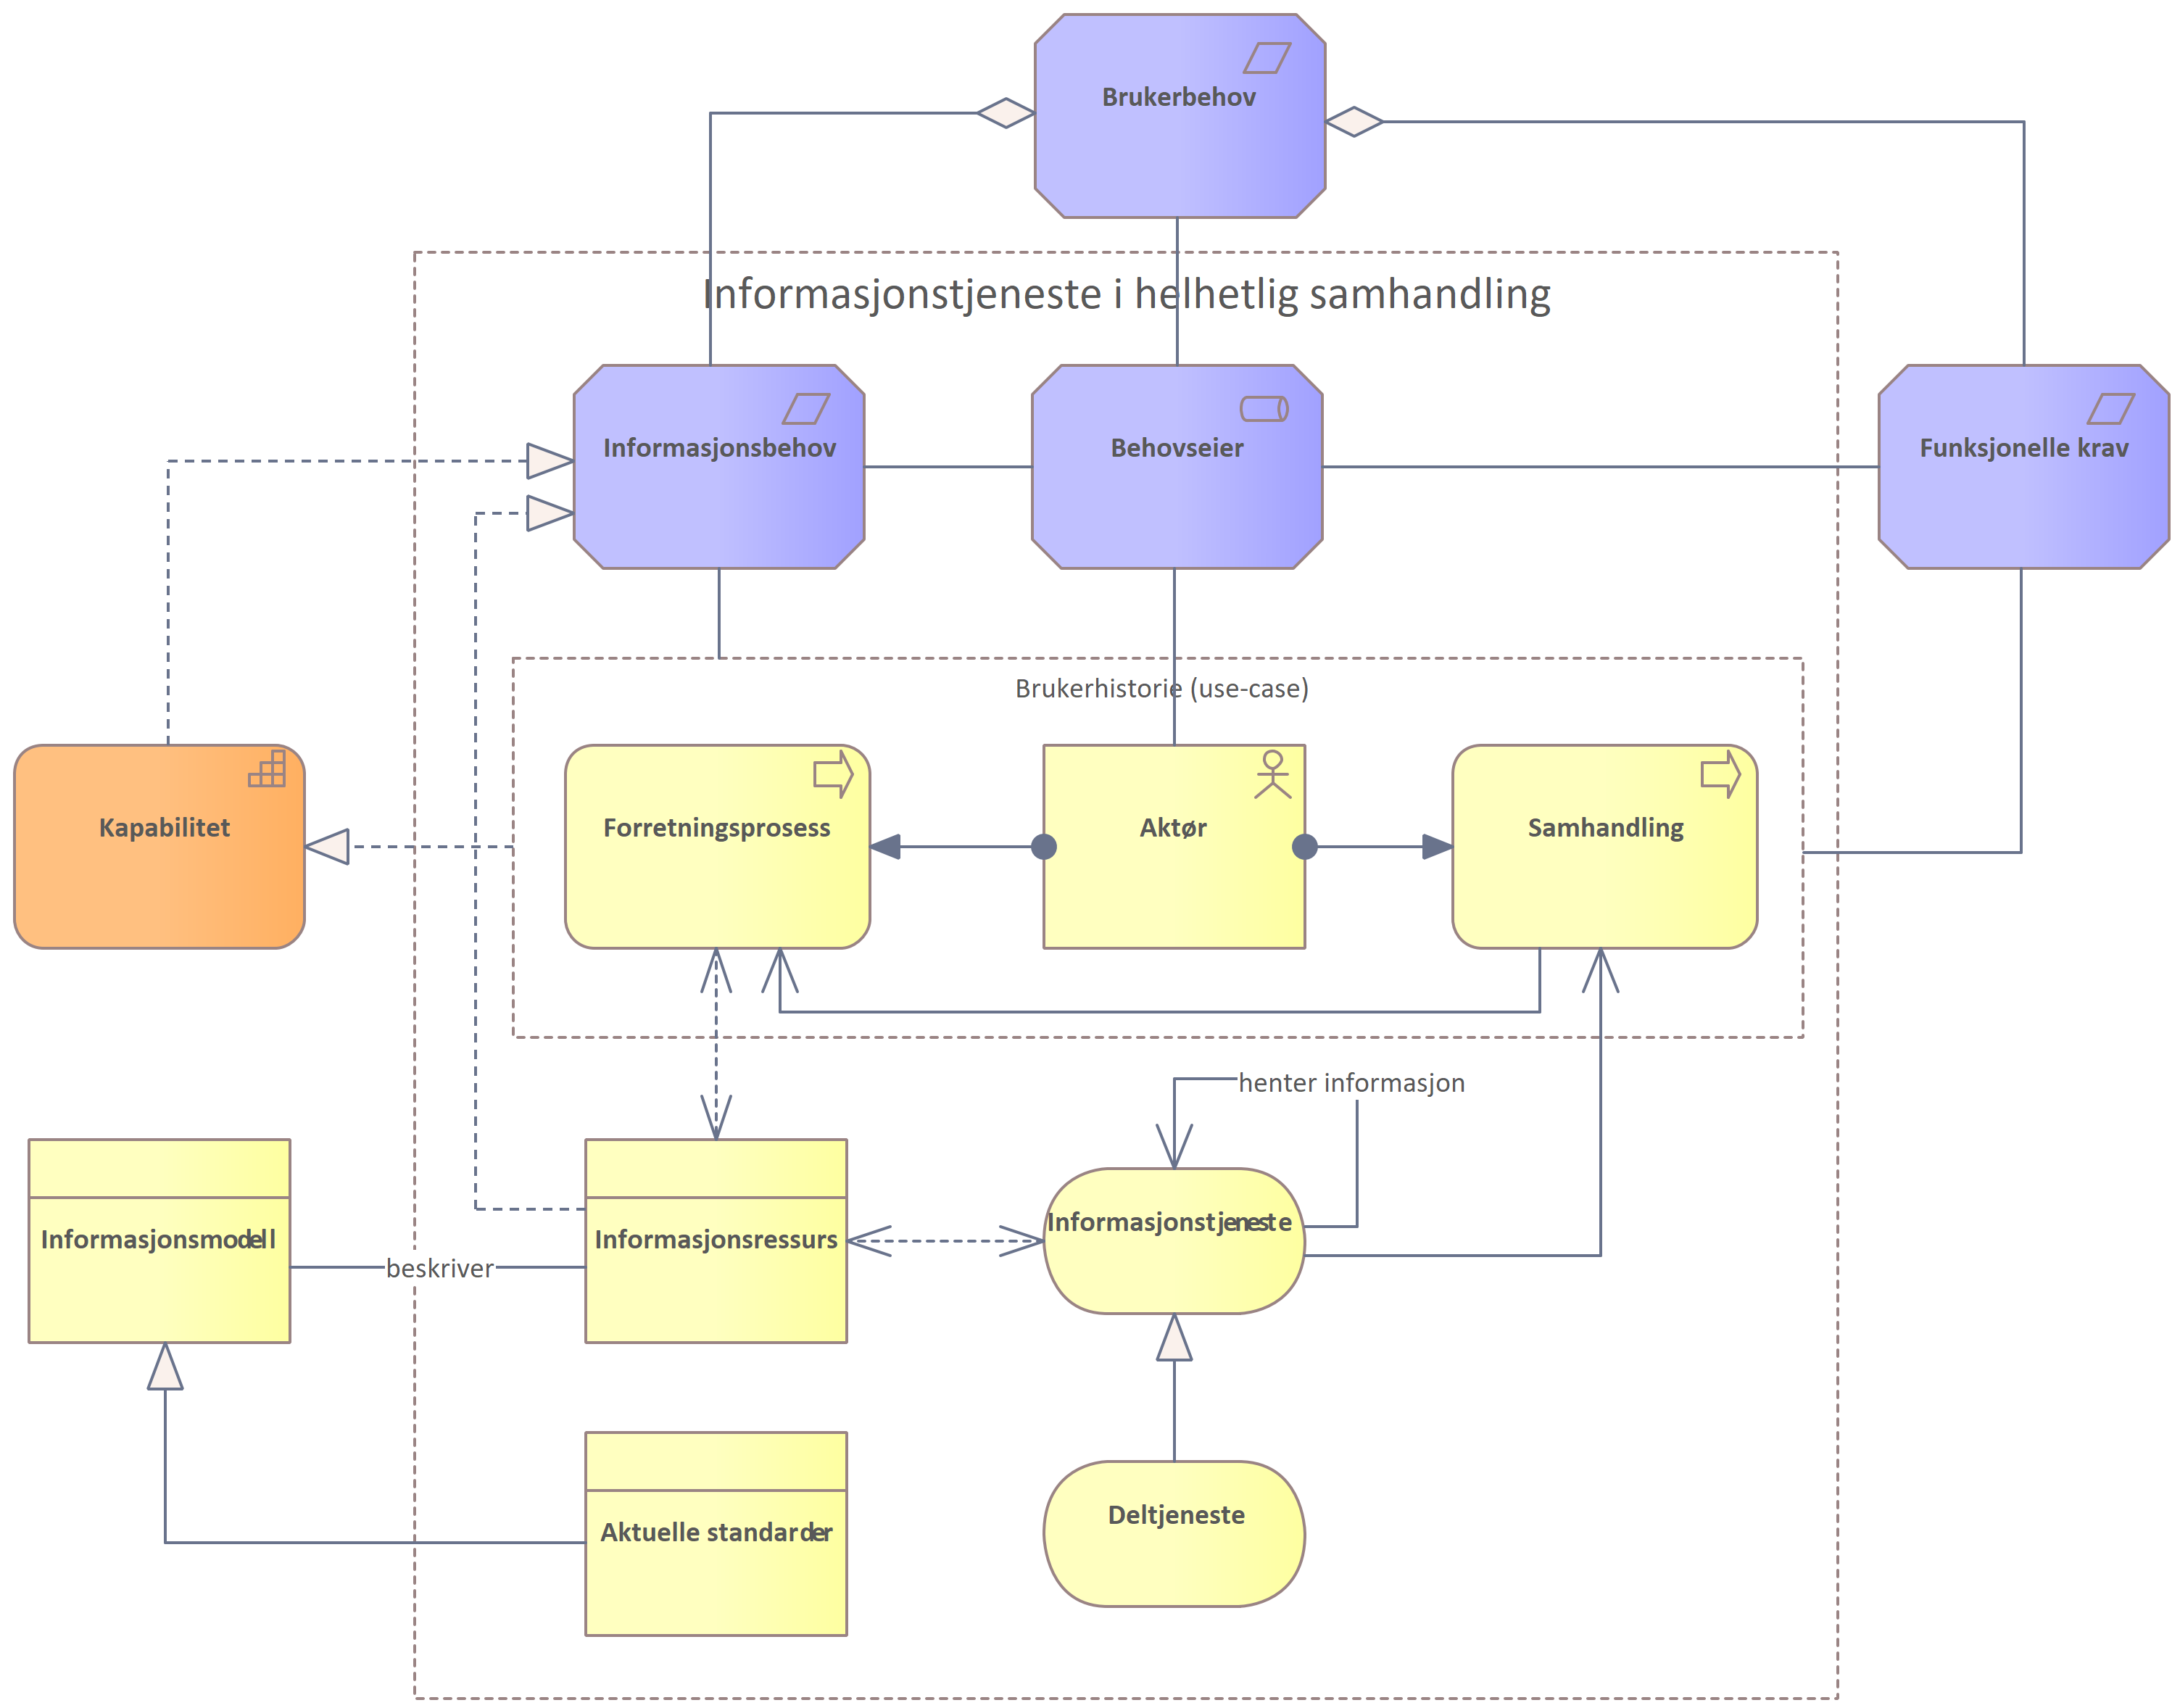 Brukerbehov
Informasjonstjeneste i helhetlig samhandling
Informasjonsbehov
Behovseier
Funksjonelle krav
Brukerhistorie (use-case)
Kapabilitet
Forretningsprosess
Aktør
Samhandling
henter informasjon
Informasjonsmodell
Informasjonsressurs
Informasjonstjeneste
beskriver
Aktuelle standarder
Deltjeneste